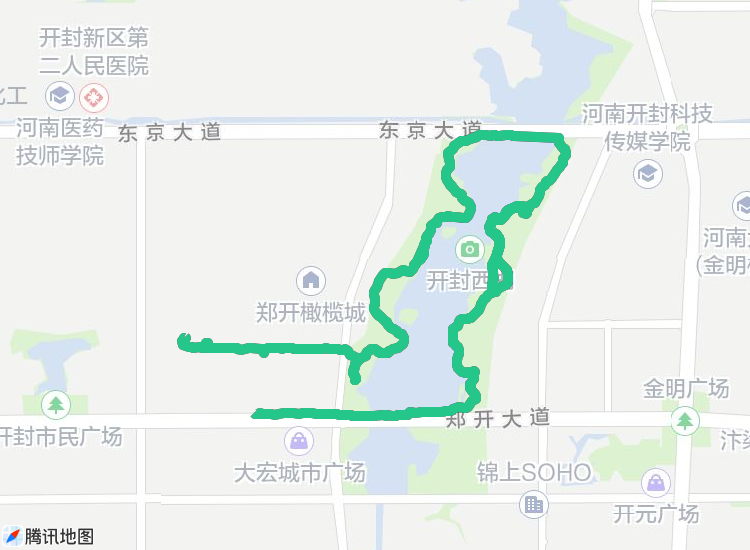 开封新区第
二人民医院
化工
河南医药
技师学院
东京大道
东京大道
河南开封科技
传媒学院
河南
(金明校
开封西
郑开橄榄城
金明广场
开封市民广场
郑开大道
大宏城市广场
锦上SOHO
开元广场
腾讯地图